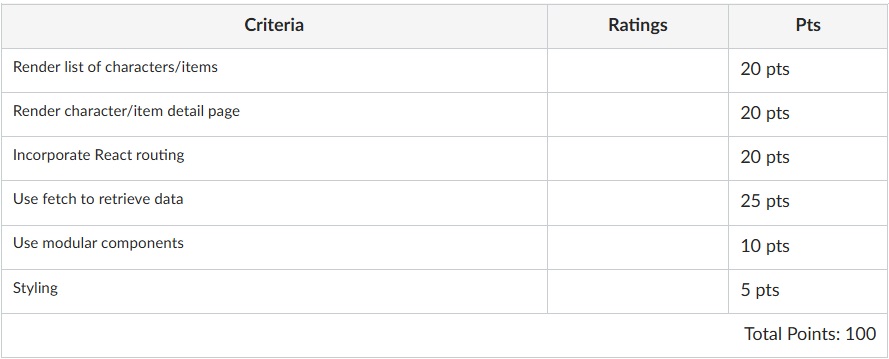 Criteria Ratings Pts
Render list of characters/items 20 pts
Render character/item detail page 20 pts
Incorporate React routing 20 pts
Use fetch to retrieve data 25 pts
Use modular components 10 pts
Styling 5 pts
Total Points: 100